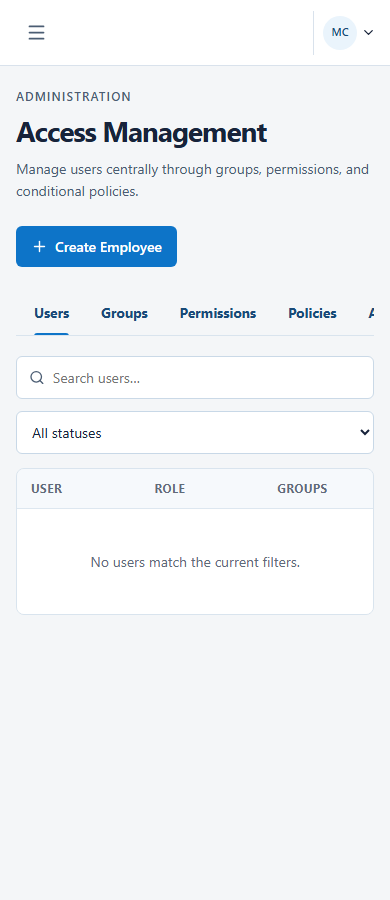 MC
ADMINISTRATION
Access Management
Manage users centrally through groups, permissions, and
conditional policies.
Create Employee
Users Groups Permissions Policies
Search users...
All statuses
USER ROLE GROUPS
No users match the current filters.